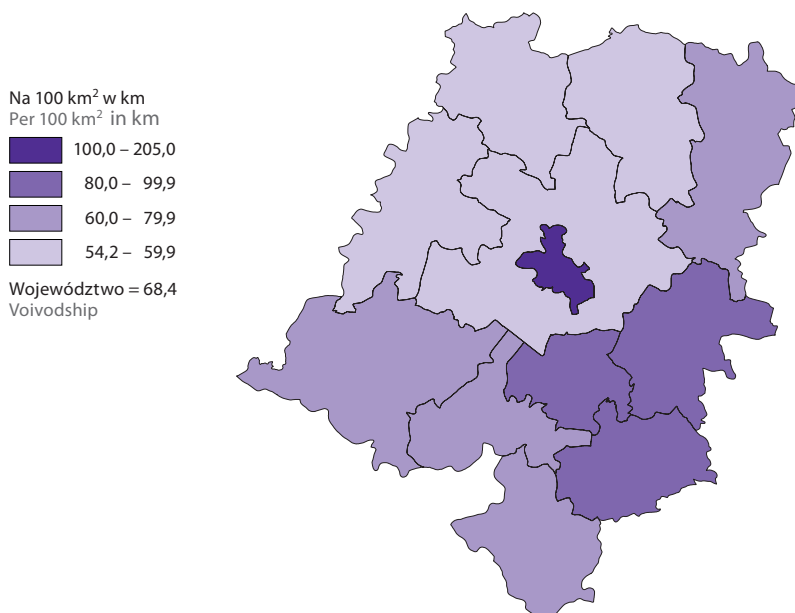 Na 100 km² w km
Per 100 km² in km
100,0 – 205,0
80,0 – 99,9
60,0 – 79,9
54,2 – 59,9
Województwo = 68,4
Voivodship